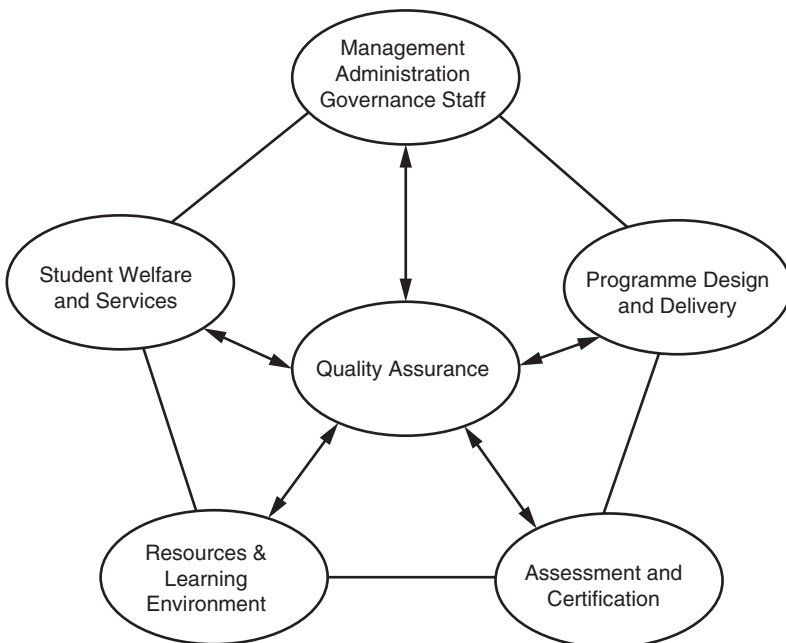 Management
Administration
Governance Staff
Student Welfare
and Services
Programme Design
and Delivery
Quality Assurance
Resources &
Learning
Environment
Assessment and
Certification